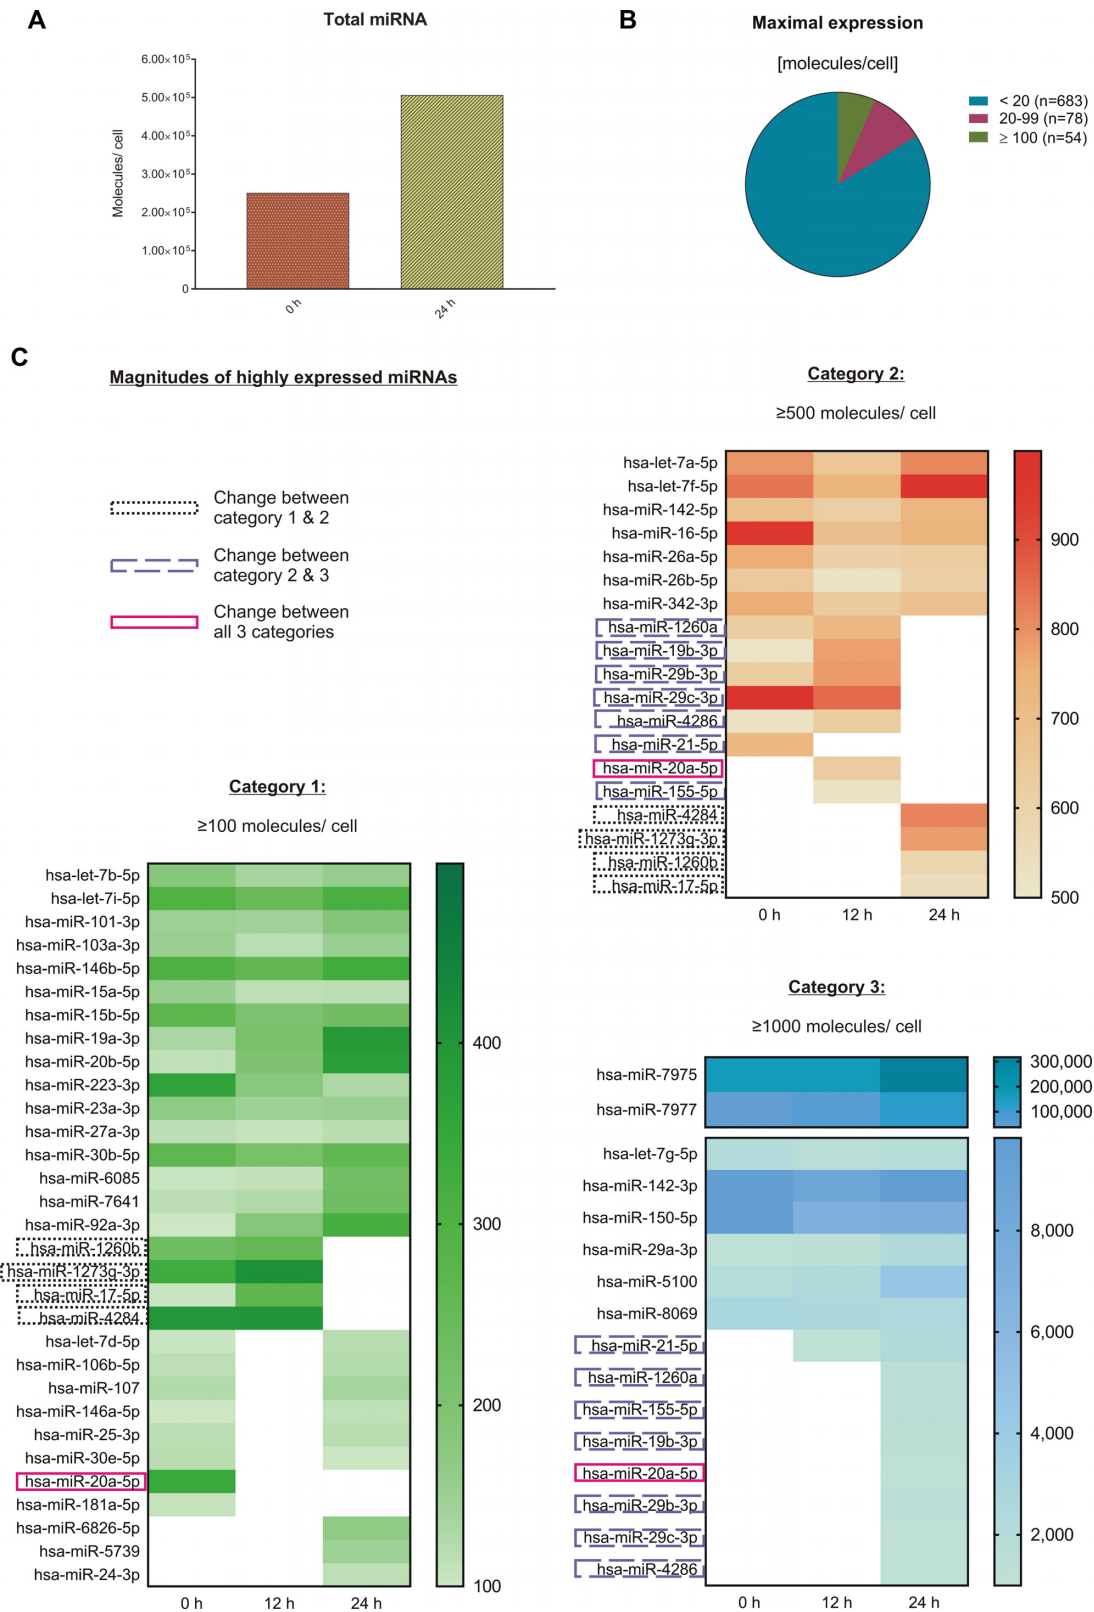 A
Total miRNA
Molecules/ cell
6.00×10⁵
5.00×10⁵
4.00×10⁵
3.00×10⁵
2.00×10⁵
1.00×10⁵
0
0 h
24 h
B
Maximal expression
[molecules/cell]
< 20 (n=683)
20-99 (n=78)
≥ 100 (n=54)
C
Magnitudes of highly expressed miRNAs
Change between
category 1 & 2
Change between
category 2 & 3
Change between
all 3 categories
Category 2:
≥500 molecules/ cell
hsa-let-7a-5p
hsa-let-7f-5p
hsa-miR-142-5p
hsa-miR-16-5p
hsa-miR-26a-5p
hsa-miR-26b-5p
hsa-miR-342-3p
hsa-miR-1260a
hsa-miR-19b-3p
hsa-miR-29b-3p
hsa-miR-29c-3p
hsa-miR-4286
hsa-miR-21-5p
hsa-miR-20a-5p
hsa-miR-155-5p
hsa-miR-4284
hsa-miR-1273g-3p
hsa-miR-1260b
hsa-miR-17-5p
0 h
12 h
24 h
900
800
700
600
500
Category 1:
≥100 molecules/ cell
hsa-let-7b-5p
hsa-let-7i-5p
hsa-miR-101-3p
hsa-miR-103a-3p
hsa-miR-146b-5p
hsa-miR-15a-5p
hsa-miR-15b-5p
hsa-miR-19a-3p
hsa-miR-20b-5p
hsa-miR-223-3p
hsa-miR-23a-3p
hsa-miR-27a-3p
hsa-miR-30b-5p
hsa-miR-6085
hsa-miR-7641
hsa-miR-92a-3p
hsa-miR-1260b
hsa-miR-1273g-3p
hsa-miR-17-5p
hsa-miR-4284
hsa-let-7d-5p
hsa-miR-106b-5p
hsa-miR-107
hsa-miR-146a-5p
hsa-miR-25-3p
hsa-miR-30e-5p
hsa-miR-20a-5p
hsa-miR-181a-5p
hsa-miR-6826-5p
hsa-miR-5739
hsa-miR-24-3p
0 h
12 h
24 h
400
300
200
100
Category 3:
≥1000 molecules/ cell
hsa-miR-7975
hsa-miR-7977
300,000
200,000
100,000
hsa-let-7g-5p
hsa-miR-142-3p
hsa-miR-150-5p
hsa-miR-29a-3p
hsa-miR-5100
hsa-miR-8069
hsa-miR-21-5p
hsa-miR-1260a
hsa-miR-155-5p
hsa-miR-19b-3p
hsa-miR-20a-5p
hsa-miR-29b-3p
hsa-miR-29c-3p
hsa-miR-4286
0 h
12 h
24 h
8,000
6,000
4,000
2,000